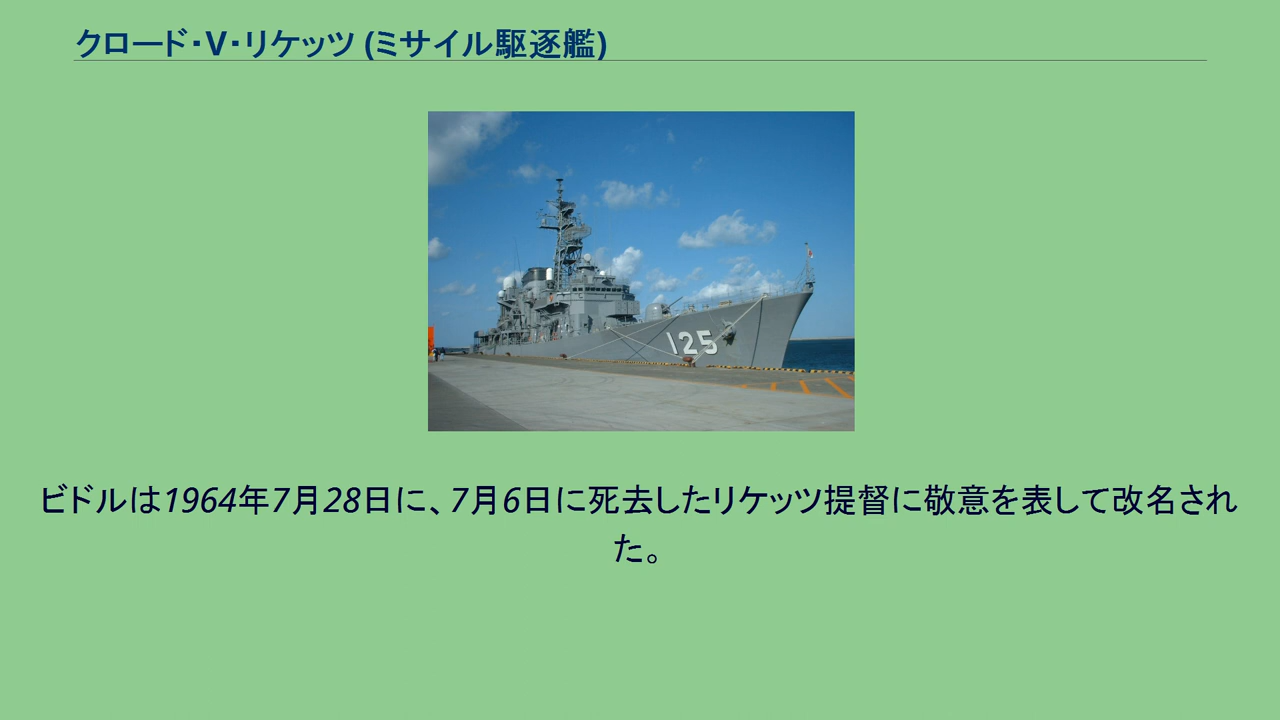 クロード・V・リケッツ (ミサイル駆逐艦)
125
ビドルは1964年7月28日に、7月6日に死去したリケッツ提督に敬意を表して改名され
た。